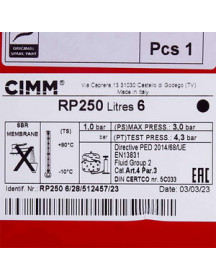 ORIGINAL
SPARE PART
Pcs 1
CIMM®
Via Caprera,13 31030 Castello di Godego (TV)
Made in Italy
RP250 Litres 6
SBR
MEMBRANE
(TS)
+90°C
-10°C
1,0 bar
(PS)MAX PRESS.: 3,0
bar
(PT)TEST PRESS.: 4,3 bar
Directive PED 2014/68/UE
EN13831
Fluid Group 2
Cat.Art.4 Par.3
DIN CERTCO nr. 5C033
Identif. Nr.: RP250 6/28/512457/23
Date: 03/03/23